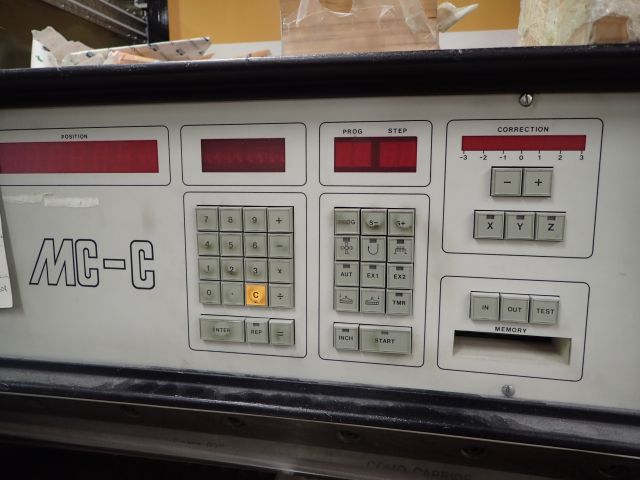 POSITION
PROG STEP
CORRECTION
-3 -2 -1 0 1 2 3
- +
X Y Z
MC-C
7 8 9 +
4 5 6 -
1 2 3 x
0 . C ÷
ENTER REP =
PROG S- S+
AUT EX1 EX2
TMR
INCH START
IN OUT TEST
MEMORY